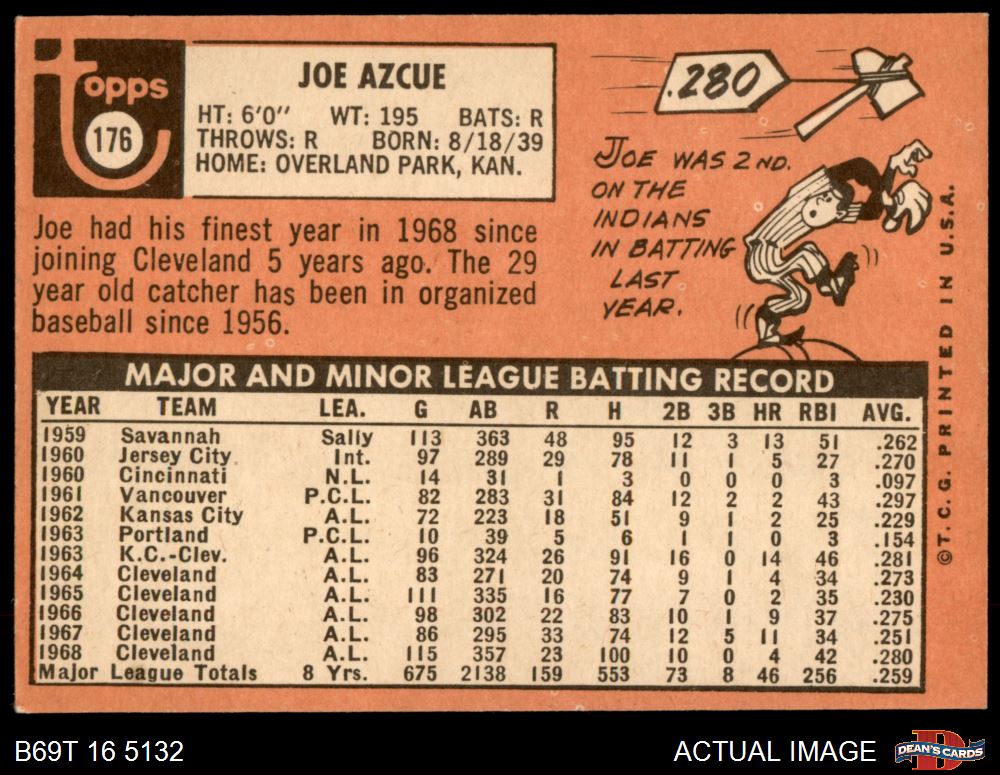 topps
176
JOE AZCUE
HT: 6'0" WT: 195 BATS: R
THROWS: R BORN: 8/18/39
HOME: OVERLAND PARK, KAN.
Joe had his finest year in 1968 since
joining Cleveland 5 years ago. The 29
year old catcher has been in organized
baseball since 1956.
.280
JOE WAS 2ND.
ON THE
INDIANS
IN BATTING
LAST
YEAR.
MAJOR AND MINOR LEAGUE BATTING RECORD
YEAR TEAM LEA. G AB R H 2B 3B HR RBI AVG.
1959 Savannah Sally 113 363 48 95 12 3 13 51 .262
1960 Jersey City Int. 97 289 29 78 11 1 5 27 .270
1960 Cincinnati N.L. 14 31 1 3 0 0 0 3 .097
1961 Vancouver P.C.L. 82 283 31 84 12 2 2 43 .297
1962 Kansas City A.L. 72 223 18 51 9 1 2 25 .229
1963 Portland P.C.L. 10 39 5 6 1 1 0 3 .154
1963 K.C.-Clev. A.L. 96 324 26 91 16 0 14 46 .281
1964 Cleveland A.L. 83 271 20 74 9 1 4 34 .273
1965 Cleveland A.L. 111 335 16 77 7 0 2 35 .230
1966 Cleveland A.L. 98 302 22 83 10 1 9 37 .275
1967 Cleveland A.L. 86 295 33 74 12 5 11 34 .251
1968 Cleveland A.L. 115 357 23 100 10 0 4 42 .280
Major League Totals 8 Yrs. 675 2138 159 553 73 8 46 256 .259
©T. C. G. PRINTED IN U.S.A.
B69T 16 5132
ACTUAL IMAGE
D
DEAN'S CARDS